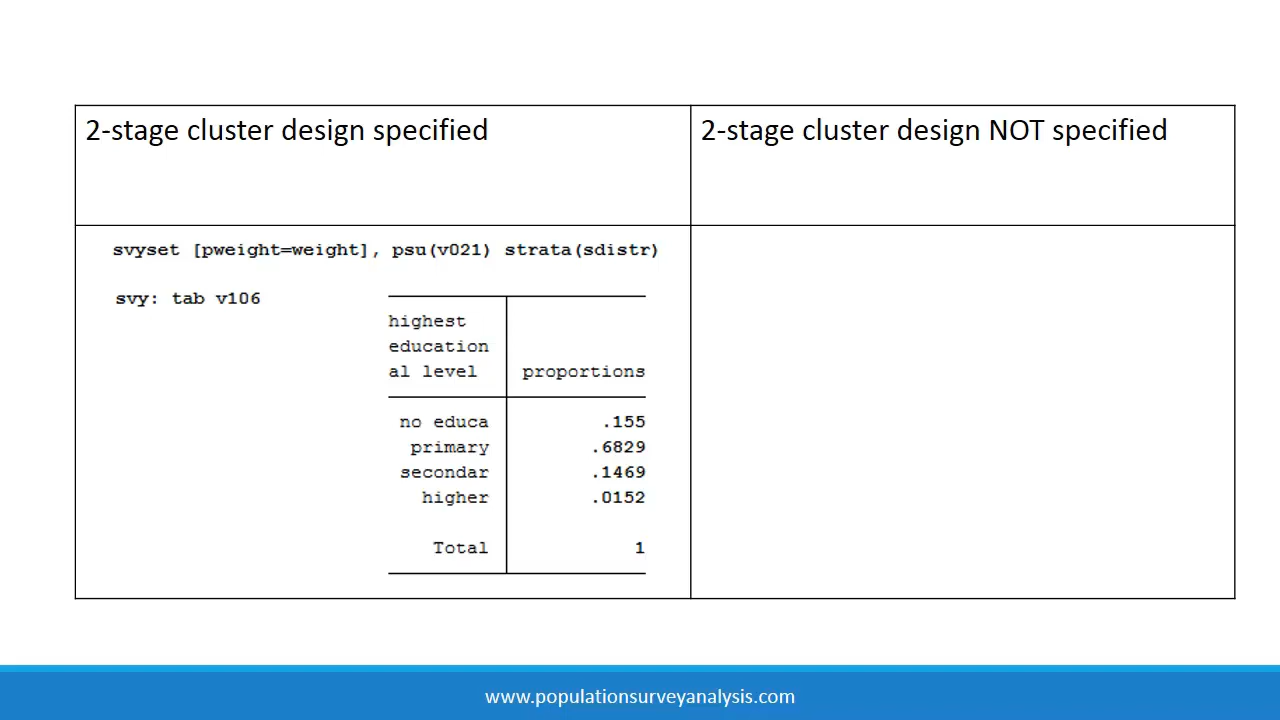 2-stage cluster design specified
2-stage cluster design NOT specified
svyset [pweight=weight], psu(v021) strata(sdistr)
svy: tab v106
highest
education
al level proportions
no educa .155
primary .6829
secondar .1469
higher .0152
Total 1
www.populationsurveyanalysis.com